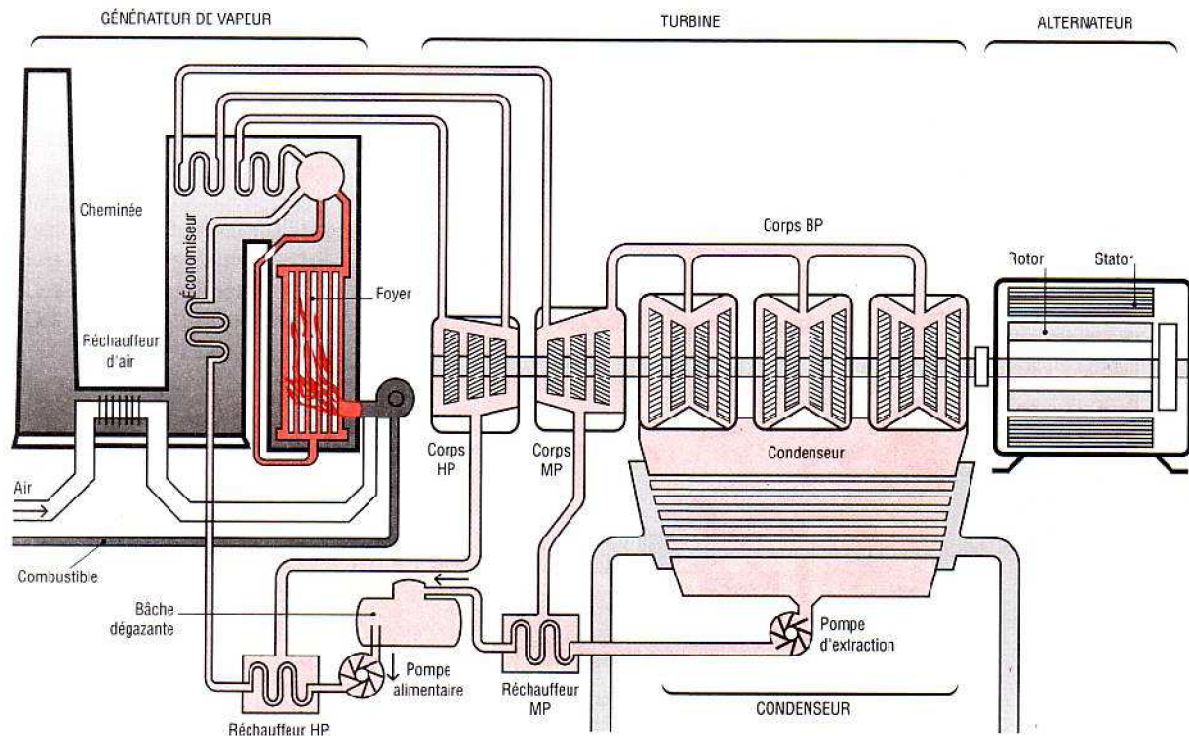 GÉNÉRATEUR DE VAPEUR
TURBINE
ALTERNATEUR
Cheminée
Économiseur
Foyer
Réchauffeur
d'air
Corps BP
Rotor
Stator
Corps
HP
Corps
MP
Condenseur
Air
Combustible
Bâche
dégazante
Pompe
alimentaire
Pompe
d'extraction
Réchauffeur
MP
CONDENSEUR
Réchauffeur HP